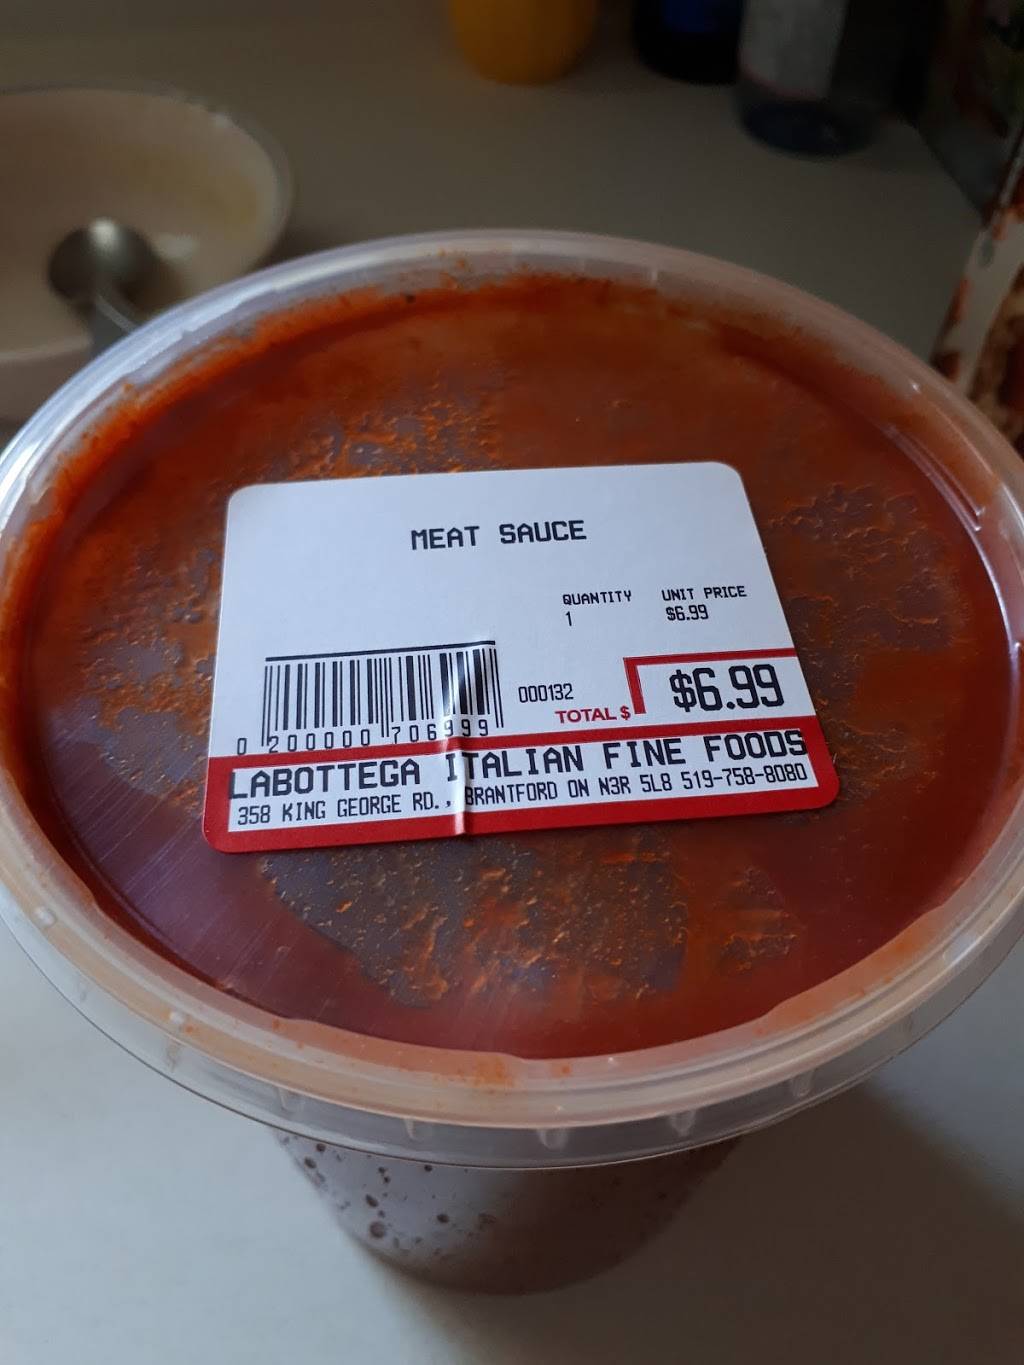 MEAT SAUCE
QUANTITY UNIT PRICE
1 $6.99
000132
TOTAL $ $6.99
0 200000 706999
LABOTTEGA ITALIAN FINE FOODS
358 KING GEORGE RD., BRANTFORD ON N3R 5L8 519-758-8080